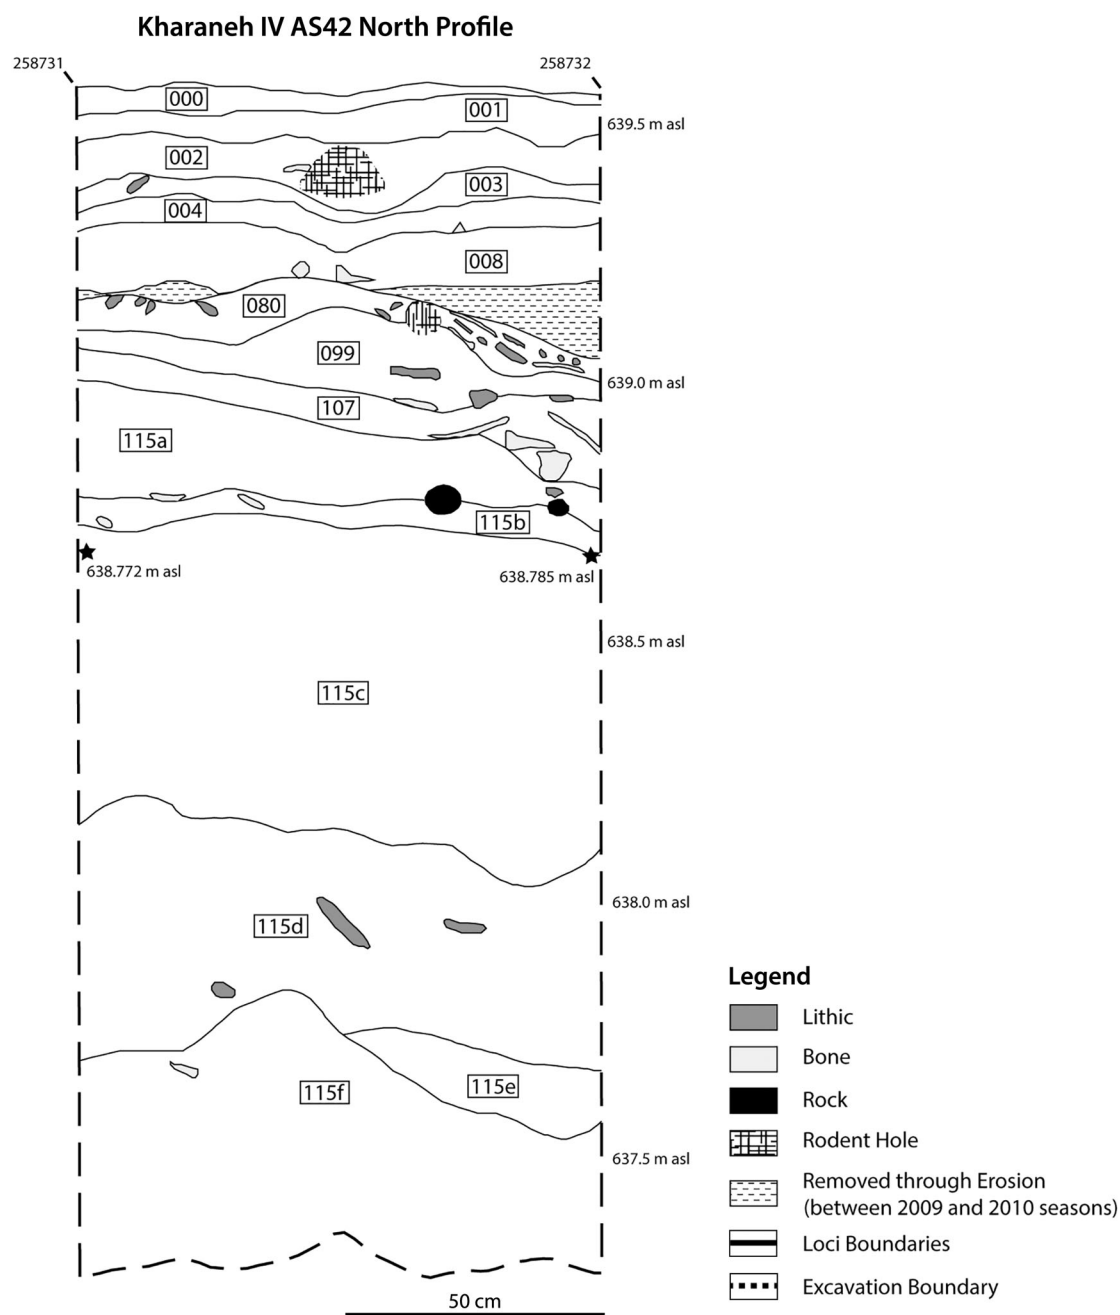 Kharaneh IV AS42 North Profile
258731
258732
000
001
639.5 m asl
002
003
004
008
080
099
639.0 m asl
107
115a
115b
638.772 m asl
638.785 m asl
638.5 m asl
115c
638.0 m asl
115d
Legend
Lithic
Bone
115e
115f
Rock
Rodent Hole
637.5 m asl
Removed through Erosion
(between 2009 and 2010 seasons)
Loci Boundaries
Excavation Boundary
50 cm